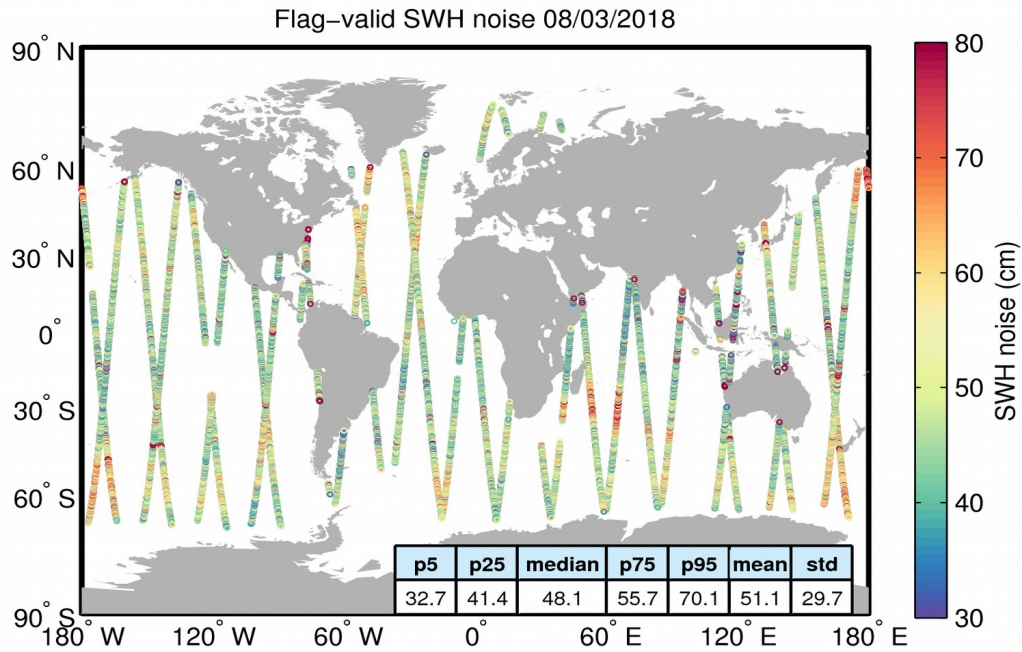 Flag−valid SWH noise 08/03/2018
90° N
60° N
30° N
0°
30° S
60° S
90° S
180° W
120° W
60° W
0°
60° E
120° E
180° E
p5 p25 median p75 p95 mean std
32.7 41.4 48.1 55.7 70.1 51.1 29.7
80
70
60
50
40
30
SWH noise (cm)